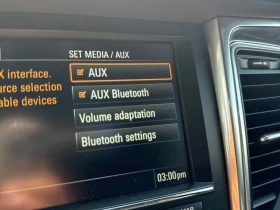 SET MEDIA / AUX
X interface.
urce selection
able devices
AUX
AUX Bluetooth
Volume adaptation
Bluetooth settings
03:00pm